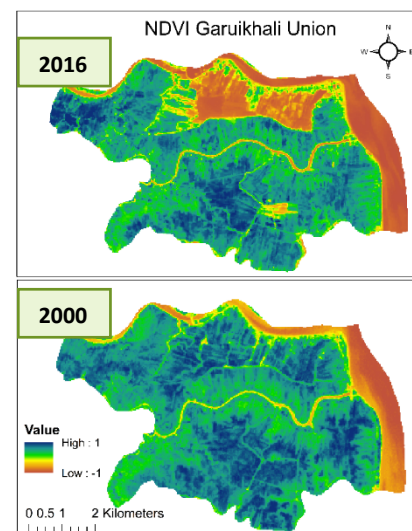 NDVI Garuikhali Union
N
W E
S
2016
2000
Value
High : 1
Low : -1
0 0.5 1 2 Kilometers